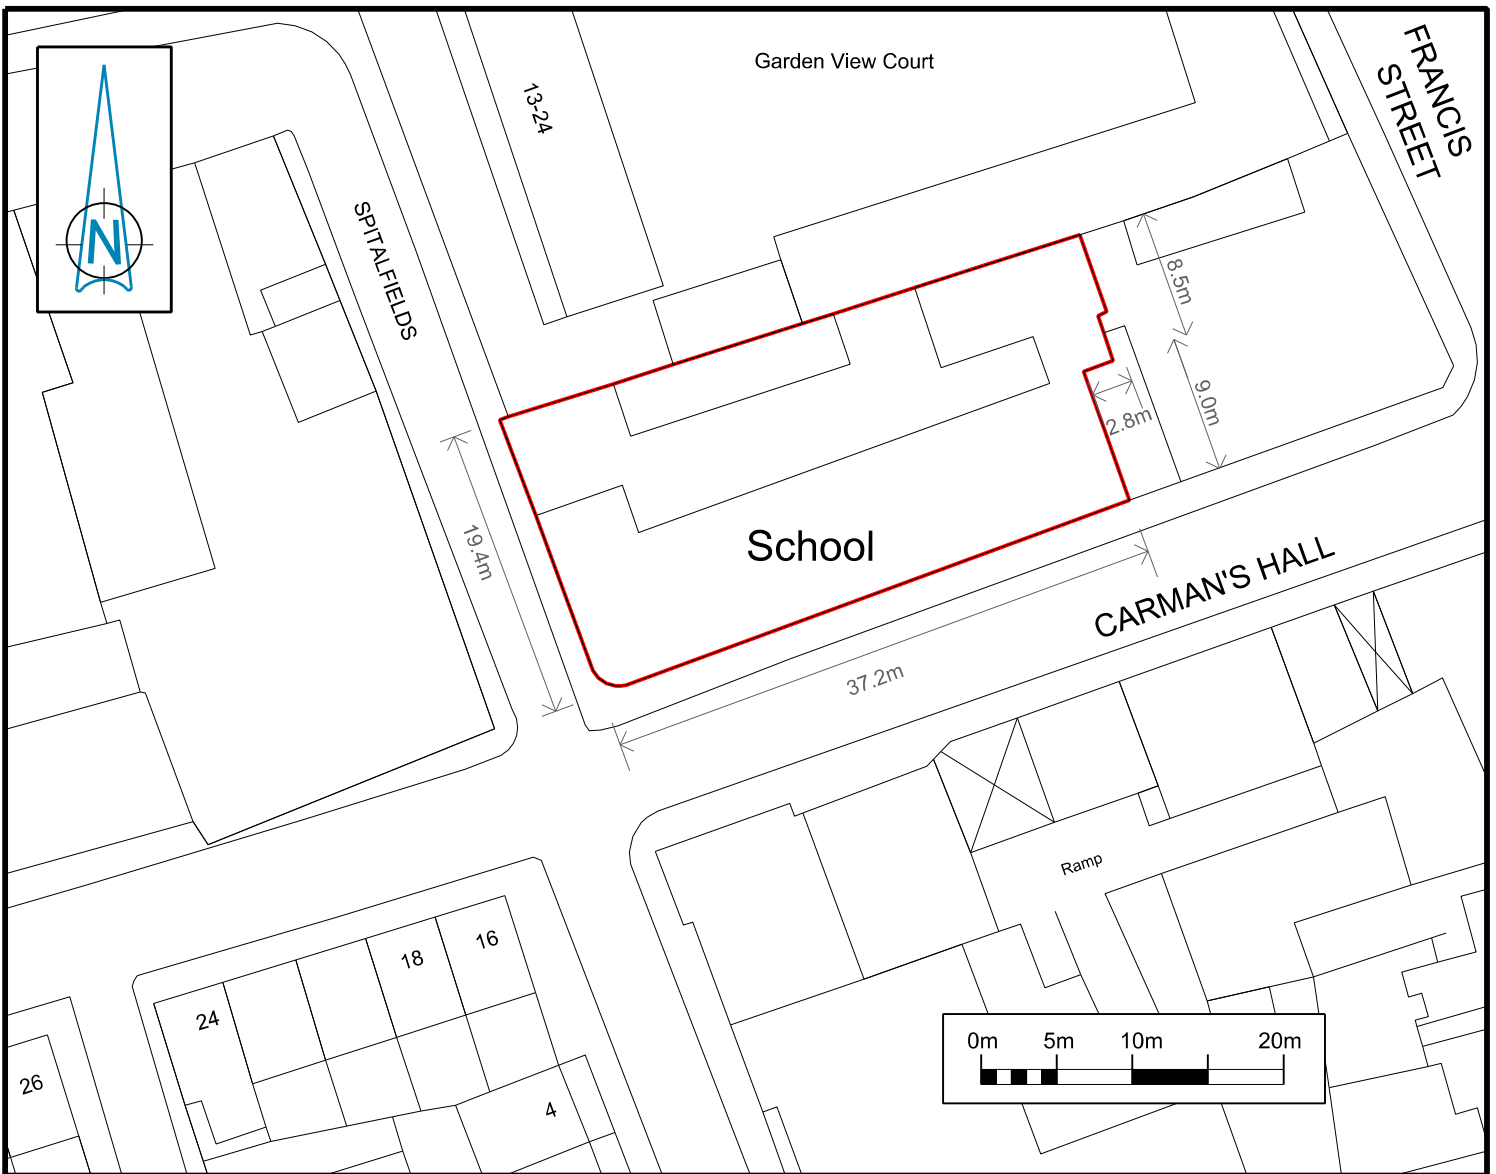 Garden View Court
FRANCIS
STREET
13-24
N
SPITALFIELDS
8.5m
9.0m
2.8m
19.4m
School
CARMAN'S HALL
37.2m
Ramp
16
18
24
26
4
0m 5m 10m 20m